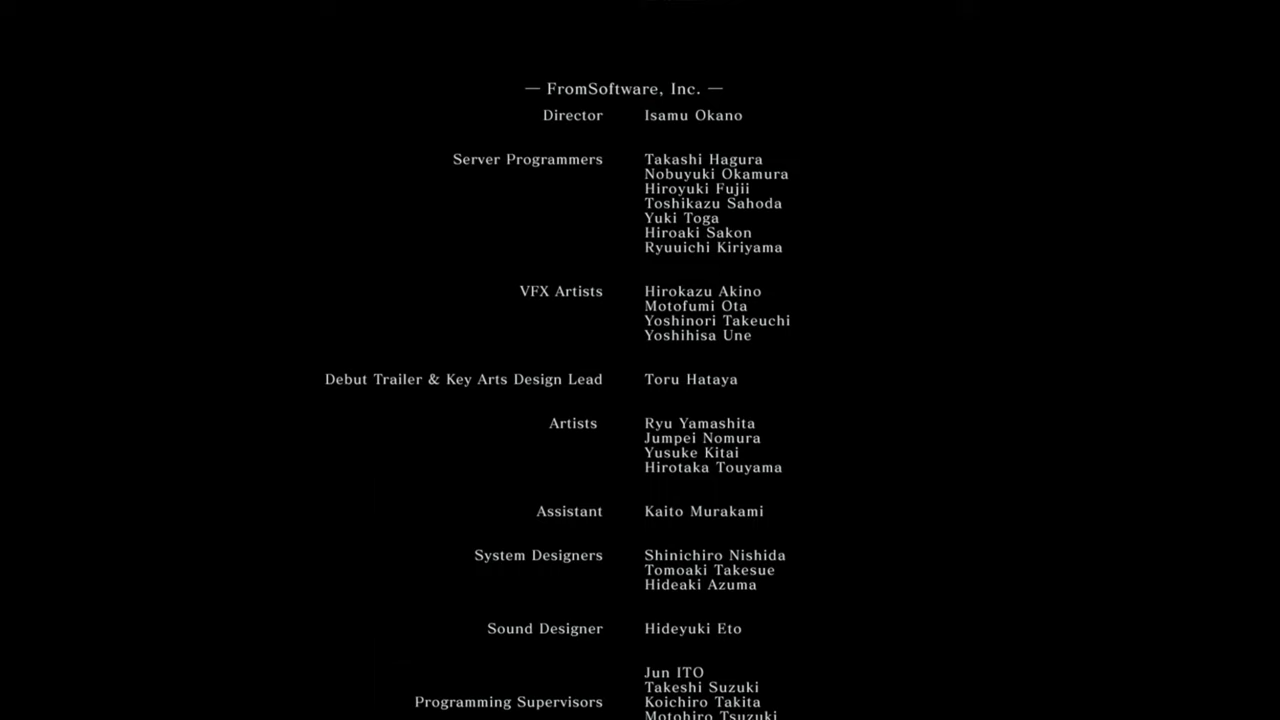 — FromSoftware, Inc. —
Director Isamu Okano
Server Programmers Takashi Hagura
Nobuyuki Okamura
Hiroyuki Fujii
Toshikazu Sahoda
Yuki Toga
Hiroaki Sakon
Ryuuichi Kiriyama
VFX Artists Hirokazu Akino
Motofumi Ota
Yoshinori Takeuchi
Yoshihisa Une
Debut Trailer & Key Arts Design Lead Toru Hataya
Artists Ryu Yamashita
Jumpei Nomura
Yusuke Kitai
Hirotaka Touyama
Assistant Kaito Murakami
System Designers Shinichiro Nishida
Tomoaki Takesue
Hideaki Azuma
Sound Designer Hideyuki Eto
Jun ITO
Takeshi Suzuki
Programming Supervisors Koichiro Takita
Motohiro Tsuzuki